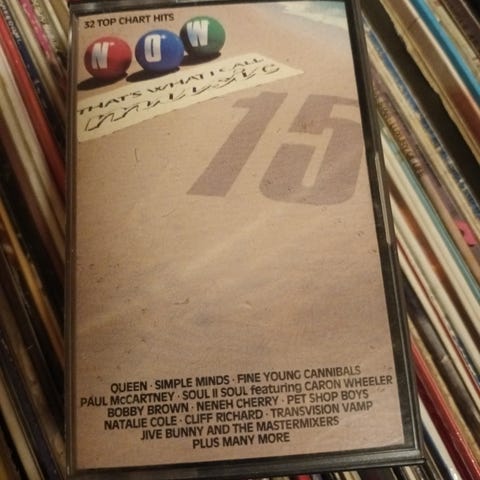 32 TOP CHART HITS
NOW
THAT'S WHAT I CALL
MUSIC
15
QUEEN · SIMPLE MINDS · FINE YOUNG CANNIBALS
PAUL McCARTNEY · SOUL II SOUL featuring CARON WHEELER
BOBBY BROWN · NENEH CHERRY · PET SHOP BOYS
NATALIE COLE · CLIFF RICHARD · TRANSVISION VAMP
JIVE BUNNY AND THE MASTERMIXERS
PLUS MANY MORE